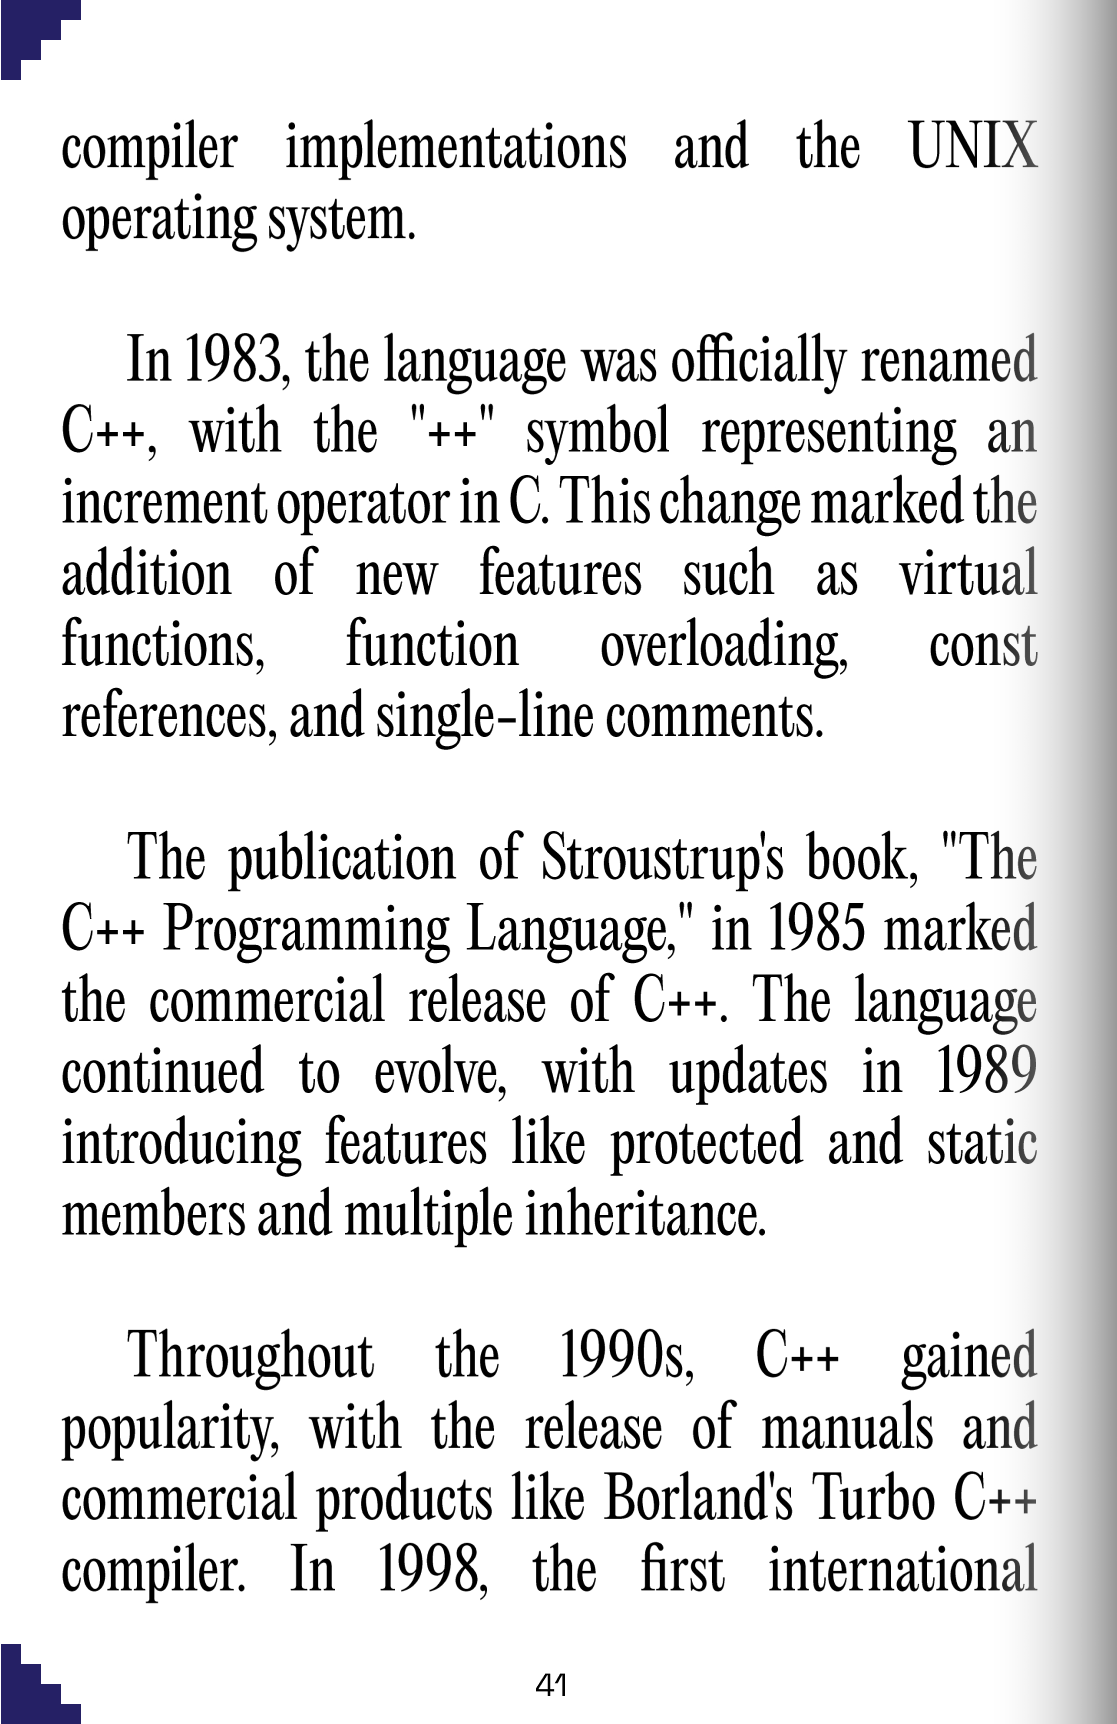 compiler implementations and the UNIX
operating system.
In 1983, the language was officially renamed
C++, with the "++" symbol representing an
increment operator in C. This change marked the
addition of new features such as virtual
functions, function overloading, const
references, and single-line comments.
The publication of Stroustrup's book, "The
C++ Programming Language," in 1985 marked
the commercial release of C++. The language
continued to evolve, with updates in 1989
introducing features like protected and static
members and multiple inheritance.
Throughout the 1990s, C++ gained
popularity, with the release of manuals and
commercial products like Borland's Turbo C++
compiler. In 1998, the first international
41